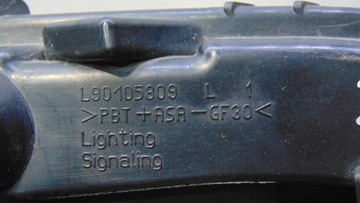 L90105809 L 1
>PBT+ASA-GF30<
Lighting
Signaling